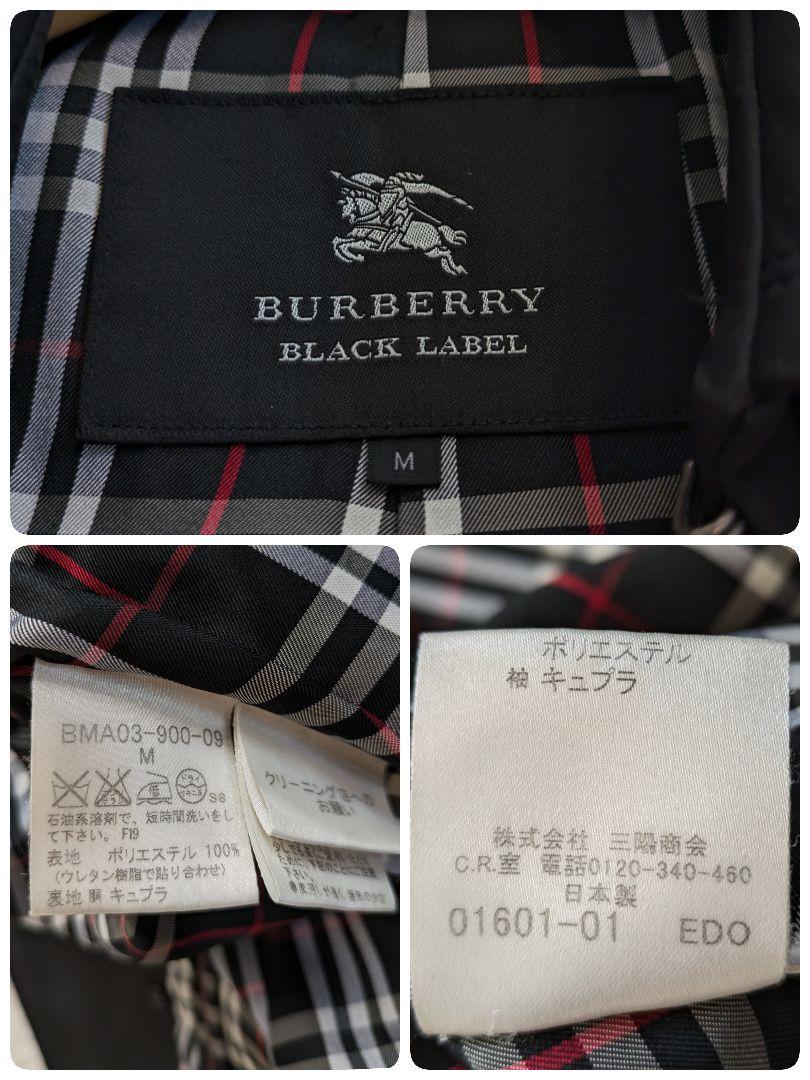 BURBERRY
BLACK LABEL
M
BMA03-900-09
M
S8
石油系溶剤で、短時間洗いをし
て下さい。 F19
表地 ポリエステル 100%
(ウレタン樹脂で貼り合わせ)
裏地 胴 キュプラ
クリーニング店への
お願い
ポリエステル
袖 キュプラ
株式会社 三陽商会
C.R.室 電話0120-340-460
日本製
01601-01 EDO